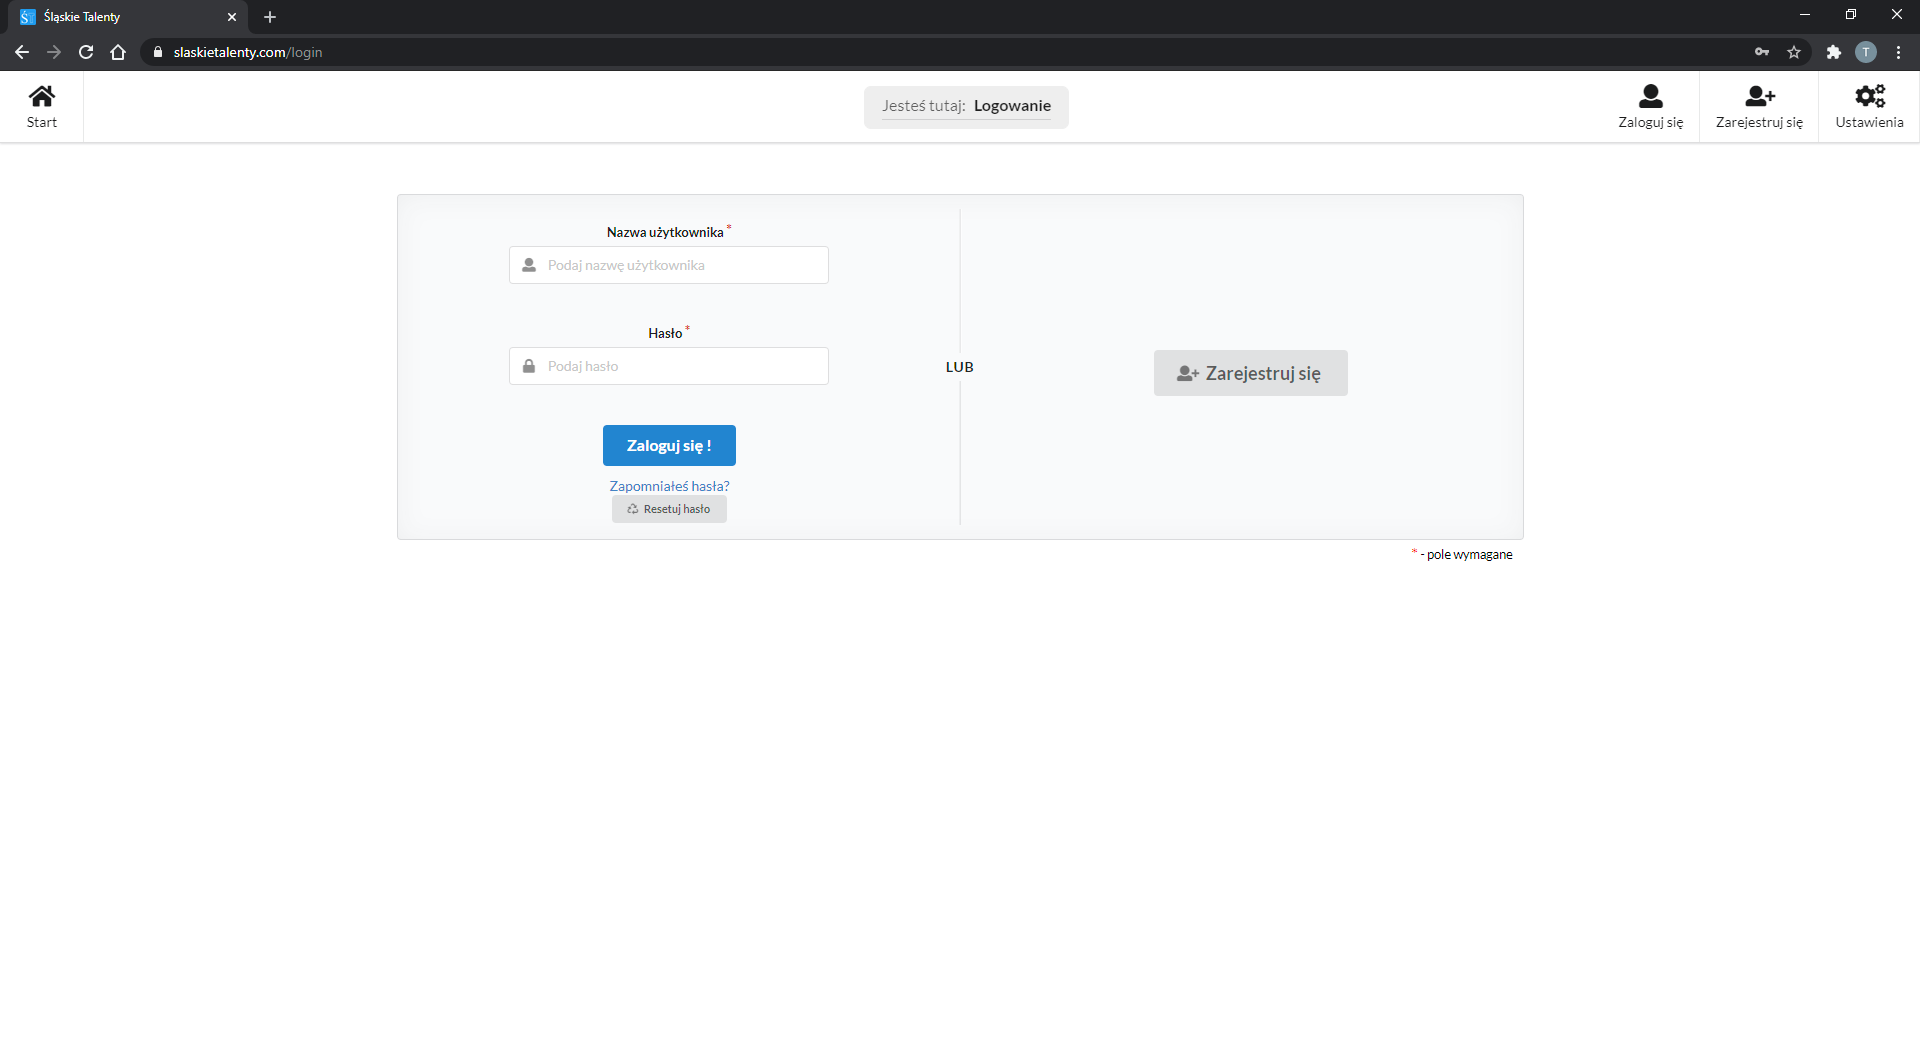 Śląskie Talenty
slaskietalenty.com/login
Start
Jesteś tutaj: Logowanie
Zaloguj się
Zarejestruj się
Ustawienia
Nazwa użytkownika *
Podaj nazwę użytkownika
Hasło *
Podaj hasło
Zaloguj się !
Zapomniałeś hasła?
Resetuj hasło
LUB
Zarejestruj się
* - pole wymagane
T